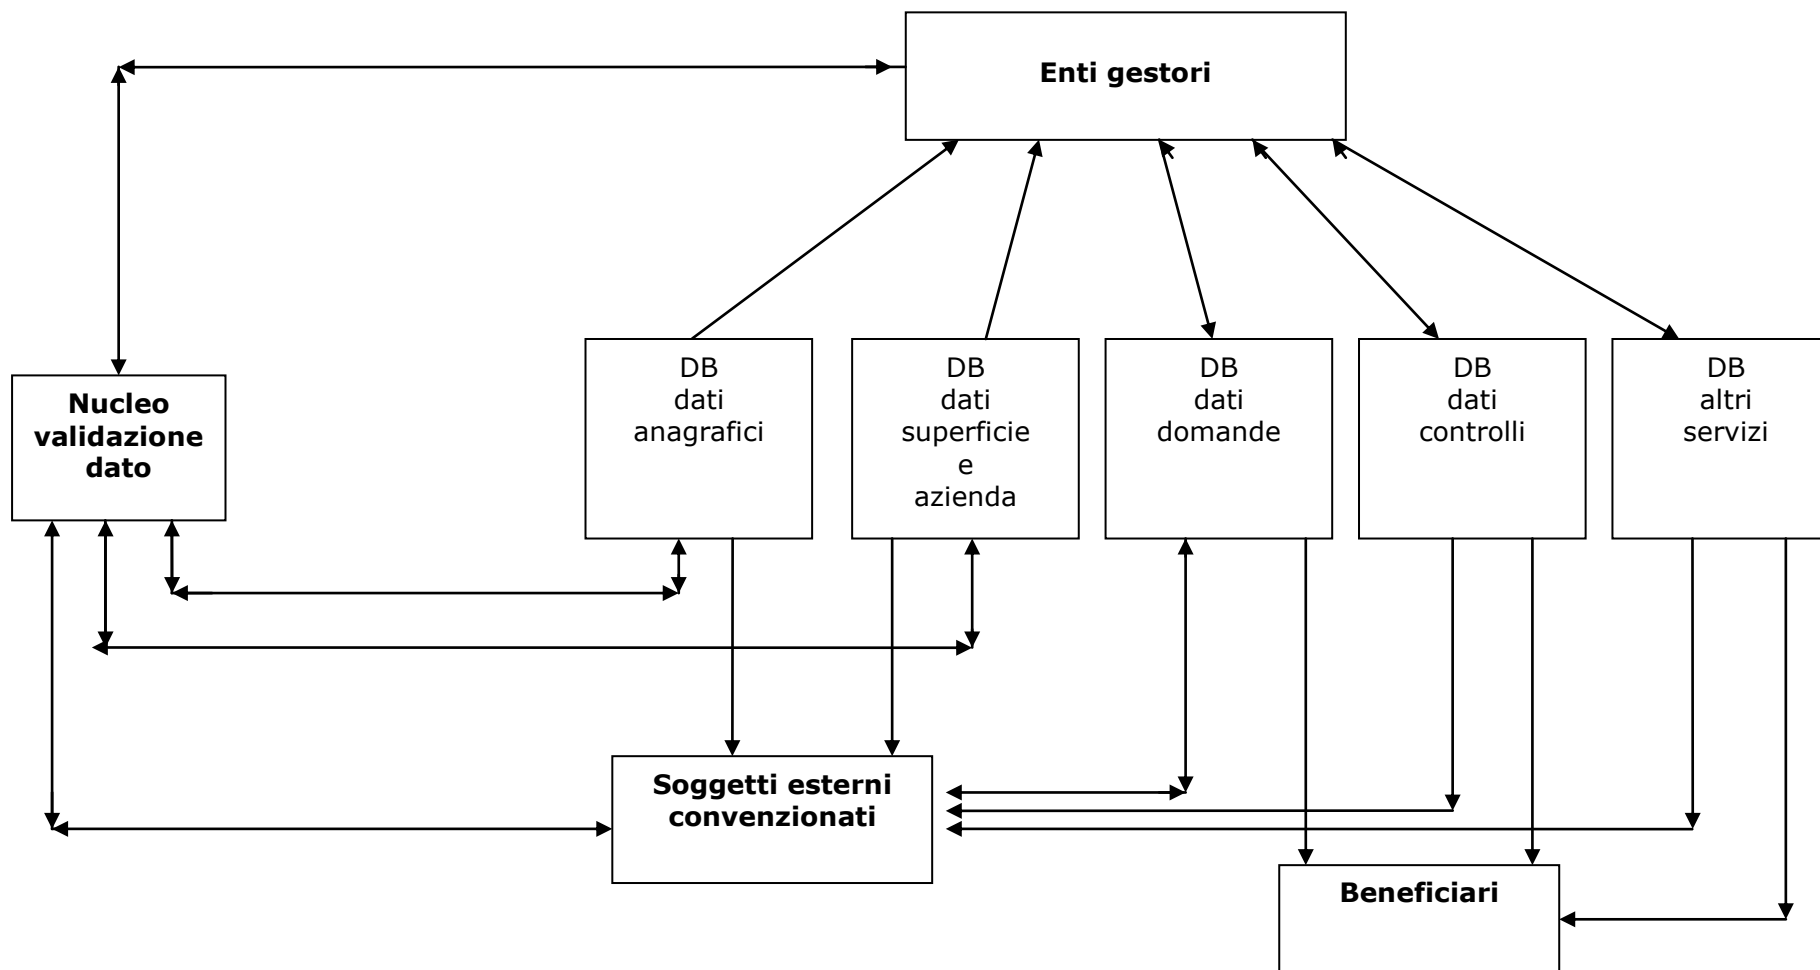 Enti gestori
Nucleo
validazione
dato
DB
dati
anagrafici
DB
dati
superficie
e
azienda
DB
dati
domande
DB
dati
controlli
DB
altri
servizi
Soggetti esterni
convenzionati
Beneficiari